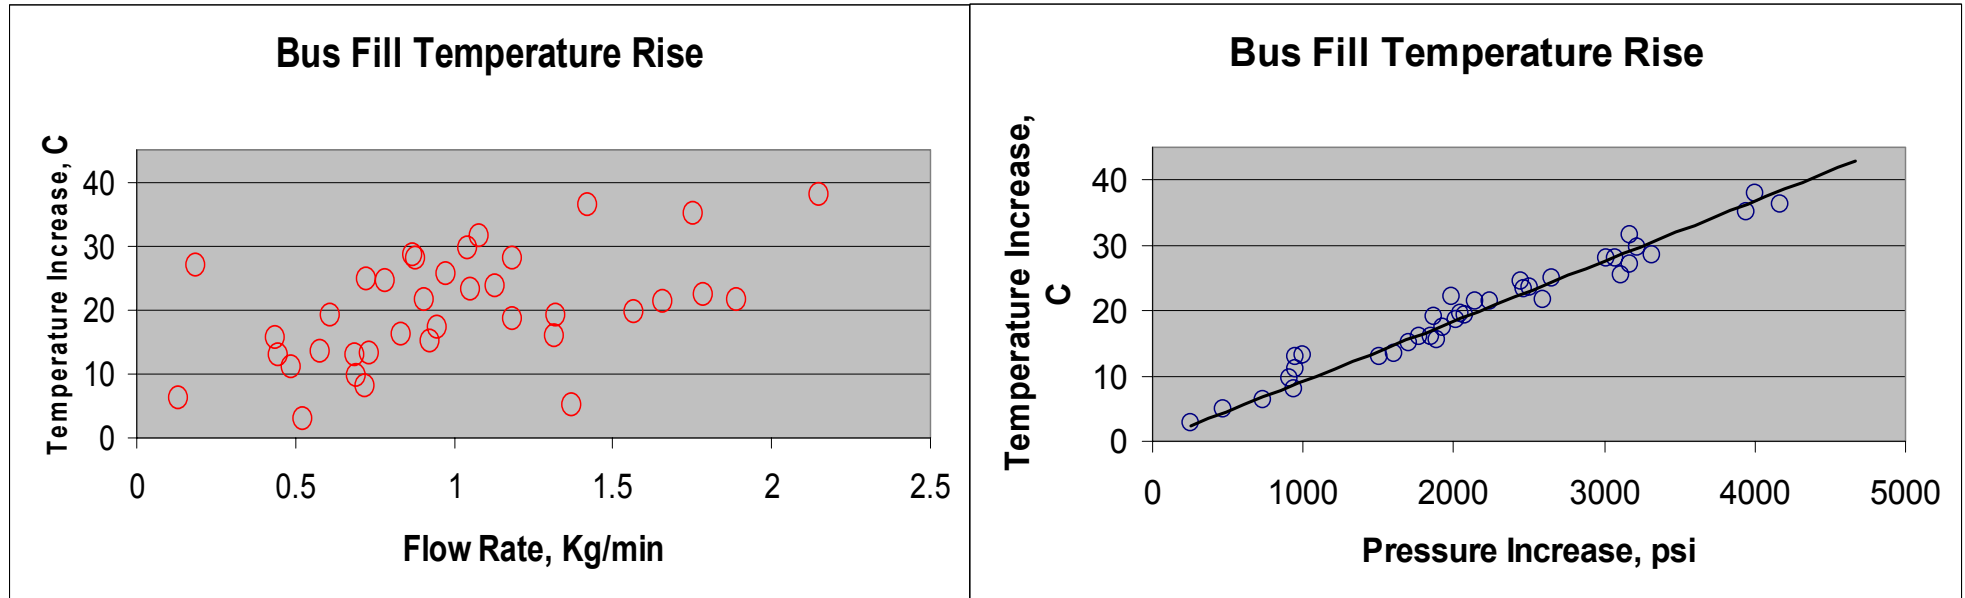 Bus Fill Temperature Rise
Temperature Increase, C
40
30
20
10
0
0 0.5 1 1.5 2 2.5
Flow Rate, Kg/min
Bus Fill Temperature Rise
Temperature Increase,
C
40
30
20
10
0
0 1000 2000 3000 4000 5000
Pressure Increase, psi